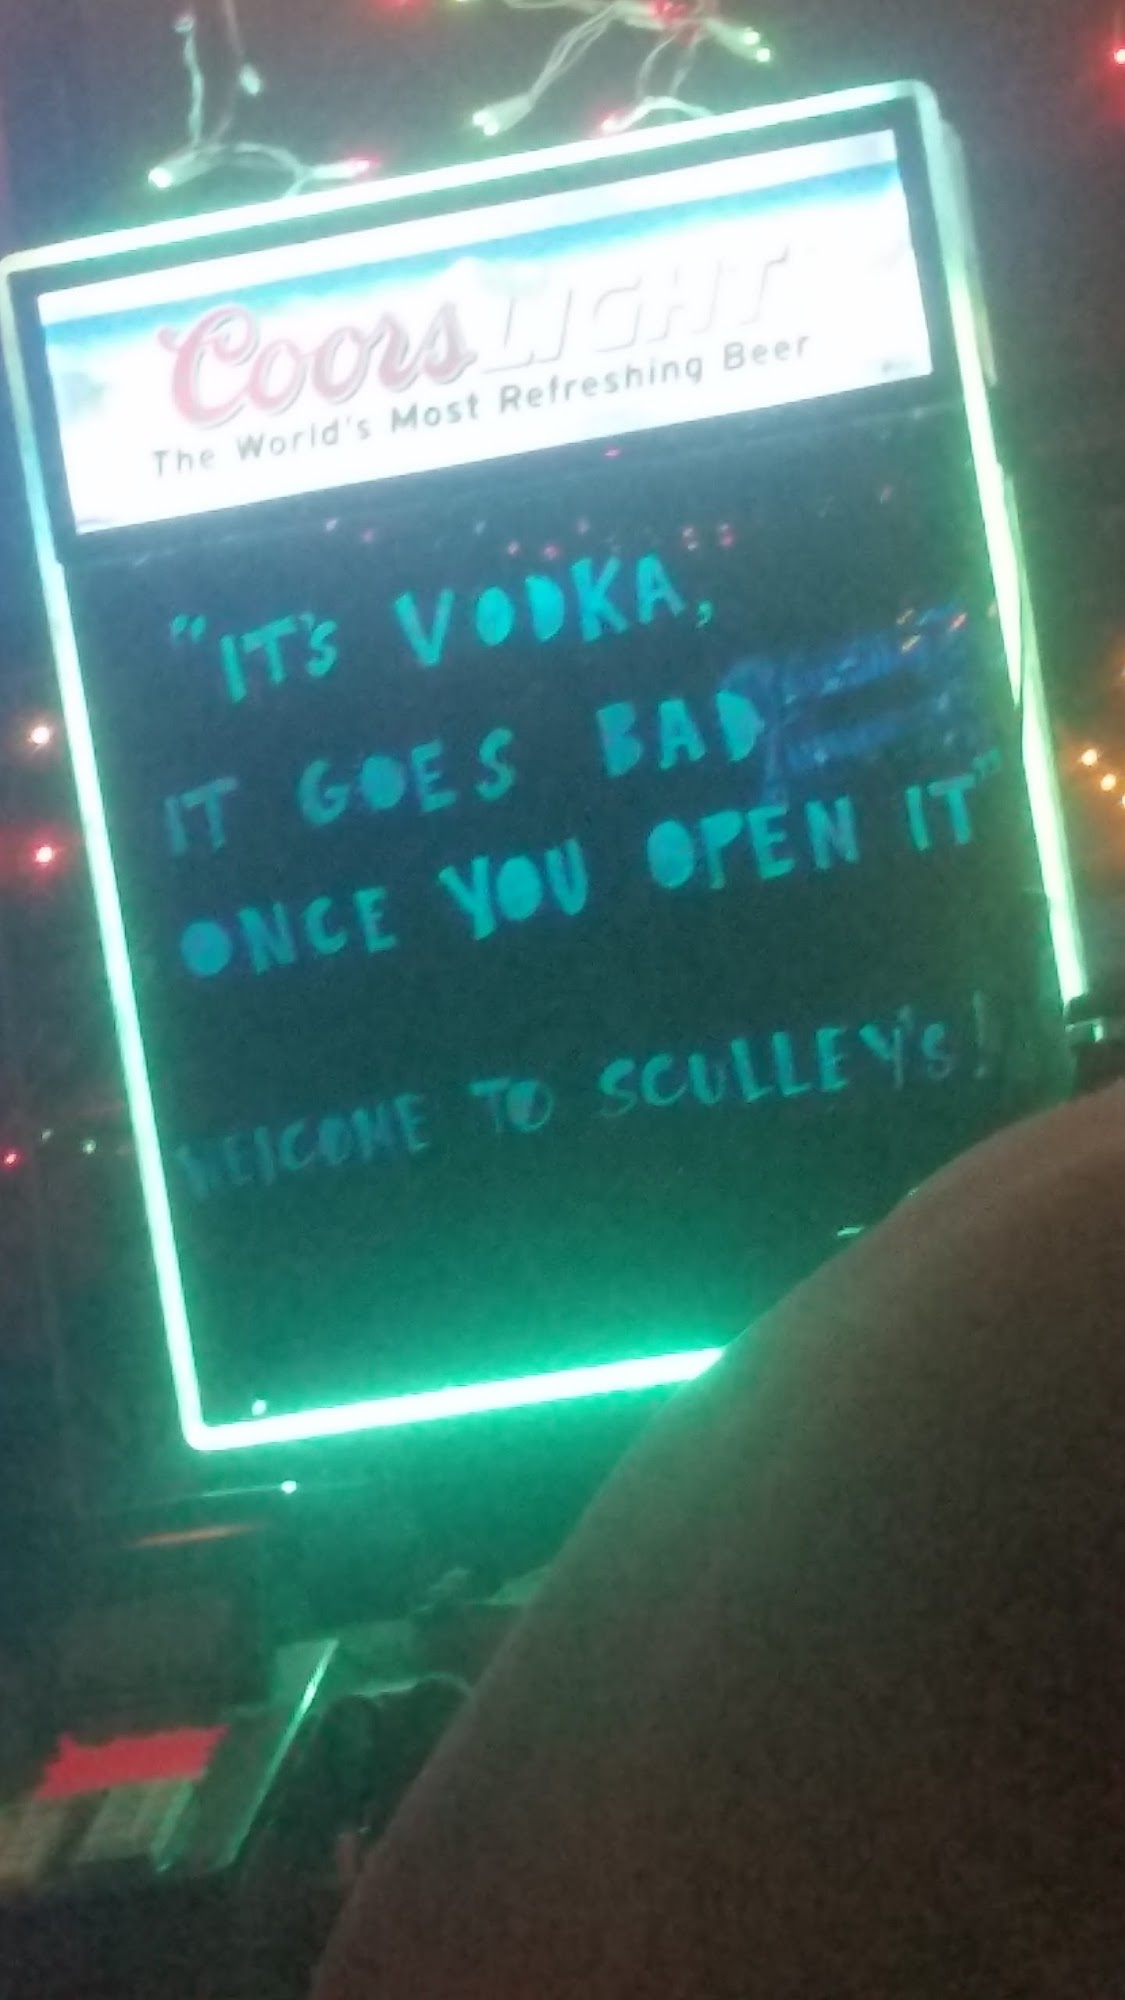 Coors LIGHT
The World's Most Refreshing Beer
"IT'S VODKA,
IT GOES BAD
ONCE YOU OPEN IT"
WELCOME TO SCULLEY'S!